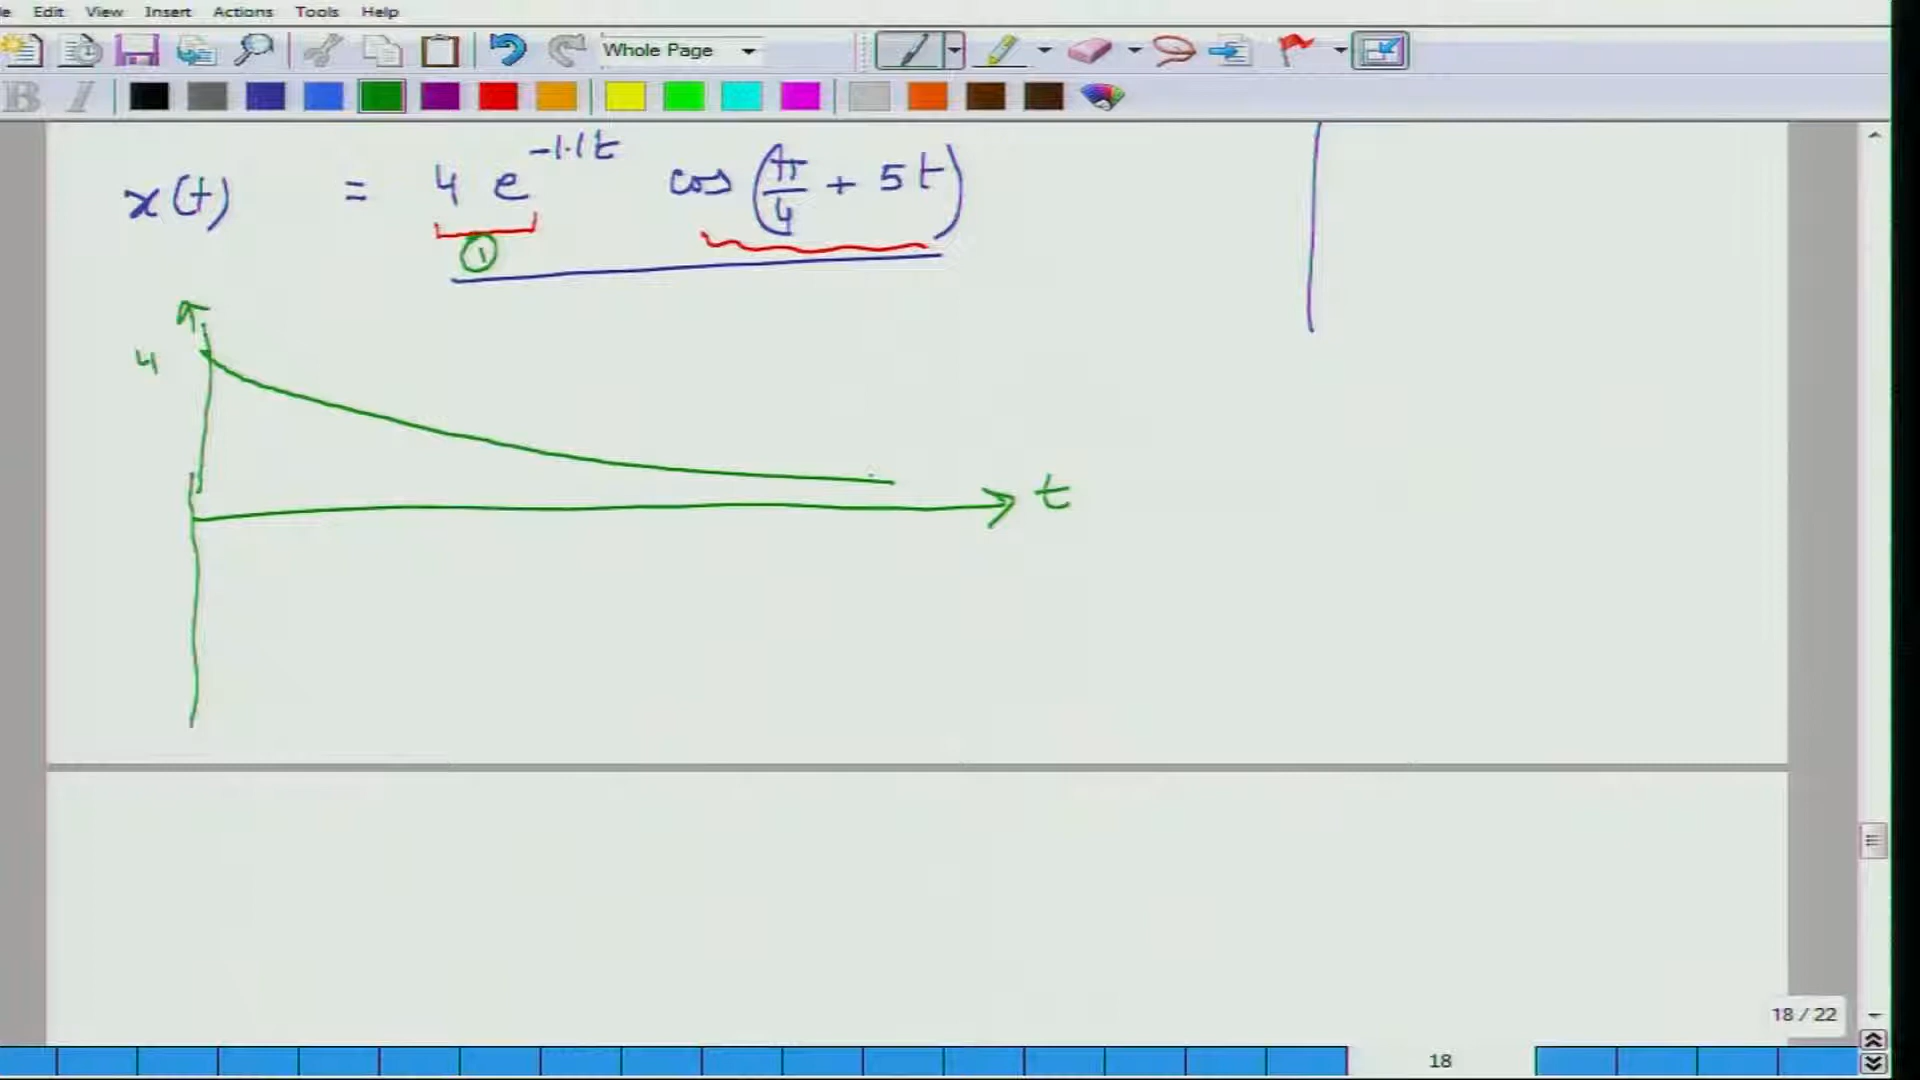 le Edit View Insert Actions Tools Help
Whole Page
B I
x(t) = 4 e^{-1.1t} cos(π/4 + 5t)
1
4
t
18 / 22
18